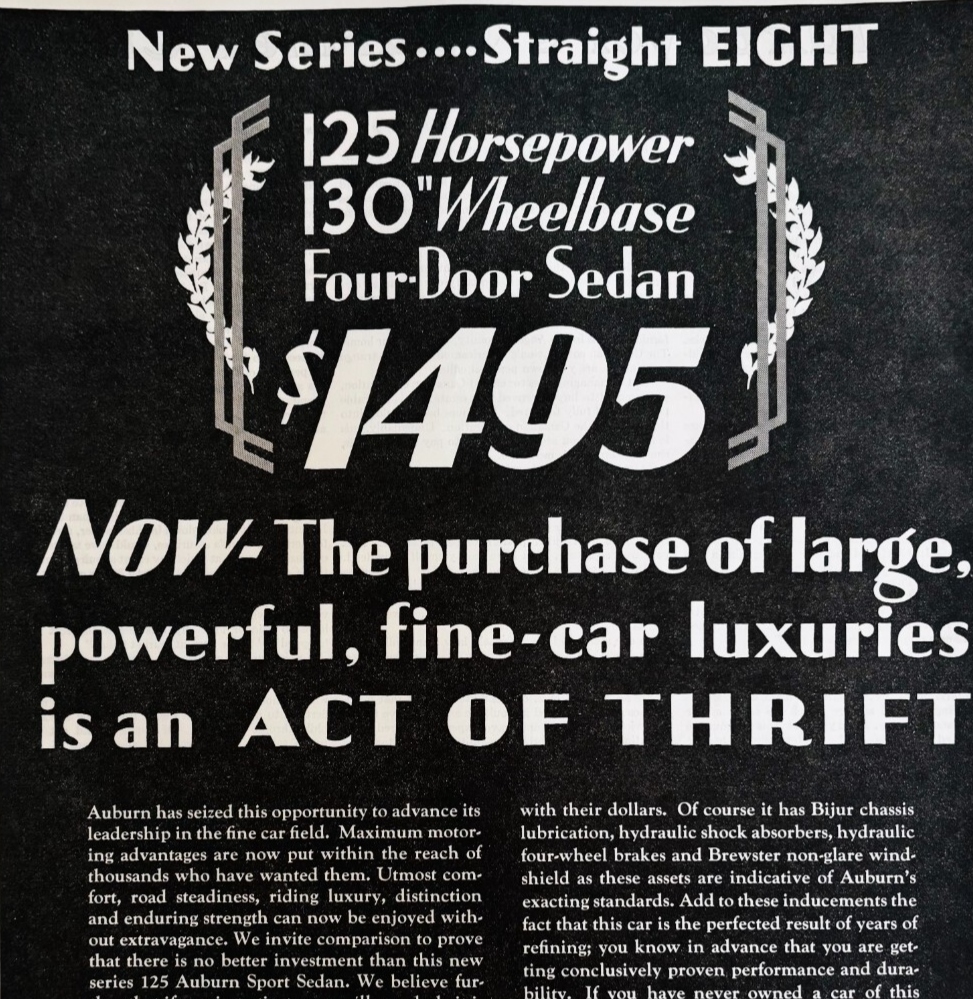 New Series .... Straight EIGHT
125 Horsepower
130" Wheelbase
Four-Door Sedan
$1495
Now- The purchase of large,
powerful, fine-car luxuries
is an ACT OF THRIFT
Auburn has seized this opportunity to advance its
leadership in the fine car field. Maximum motor-
ing advantages are now put within the reach of
thousands who have wanted them. Utmost com-
fort, road steadiness, riding luxury, distinction
and enduring strength can now be enjoyed with-
out extravagance. We invite comparison to prove
that there is no better investment than this new
series 125 Auburn Sport Sedan. We believe fur-
with their dollars. Of course it has Bijur chassis
lubrication, hydraulic shock absorbers, hydraulic
four-wheel brakes and Brewster non-glare wind-
shield as these assets are indicative of Auburn's
exacting standards. Add to these inducements the
fact that this car is the perfected result of years of
refining; you know in advance that you are get-
ting conclusively proven performance and dura-
bility. If you have never owned a car of this